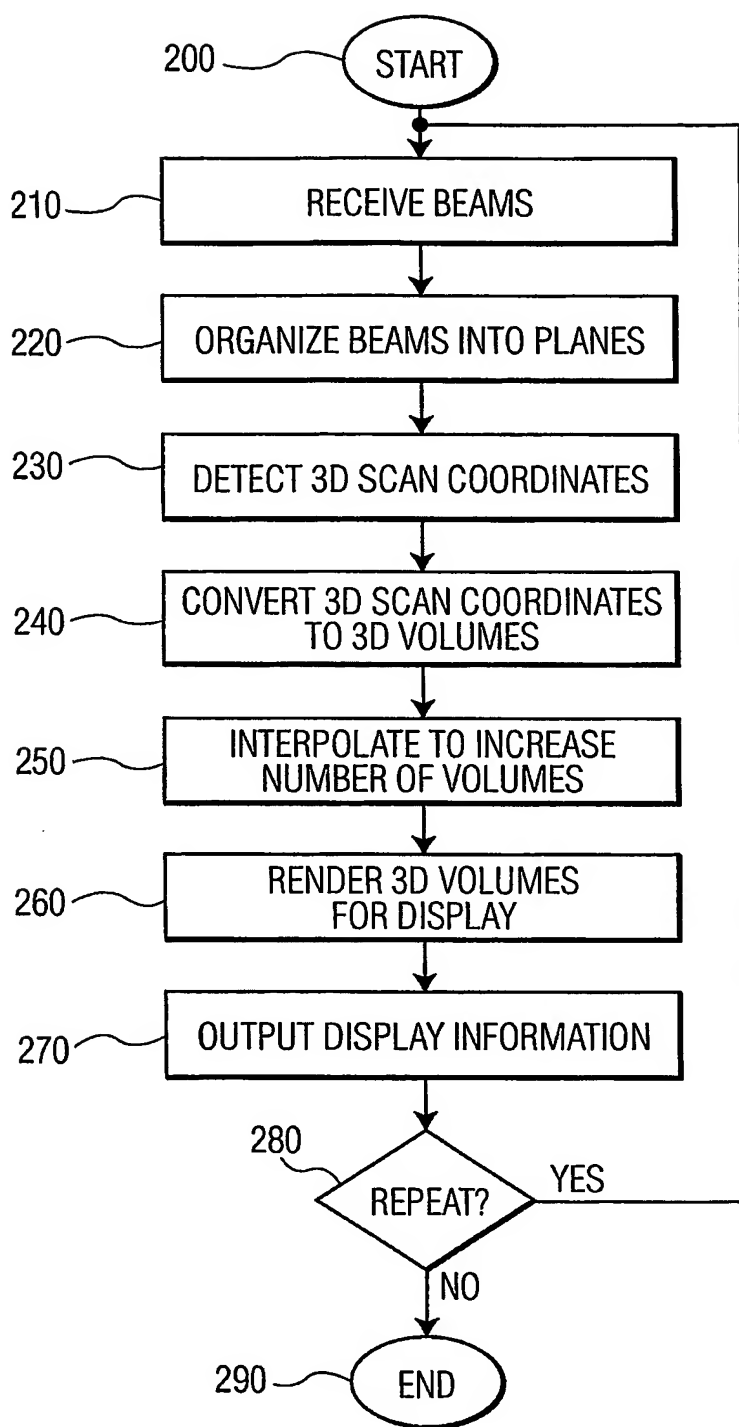 200
START
210
RECEIVE BEAMS
220
ORGANIZE BEAMS INTO PLANES
230
DETECT 3D SCAN COORDINATES
240
CONVERT 3D SCAN COORDINATES
TO 3D VOLUMES
250
INTERPOLATE TO INCREASE
NUMBER OF VOLUMES
260
RENDER 3D VOLUMES
FOR DISPLAY
270
OUTPUT DISPLAY INFORMATION
280
REPEAT?
YES
NO
290
END